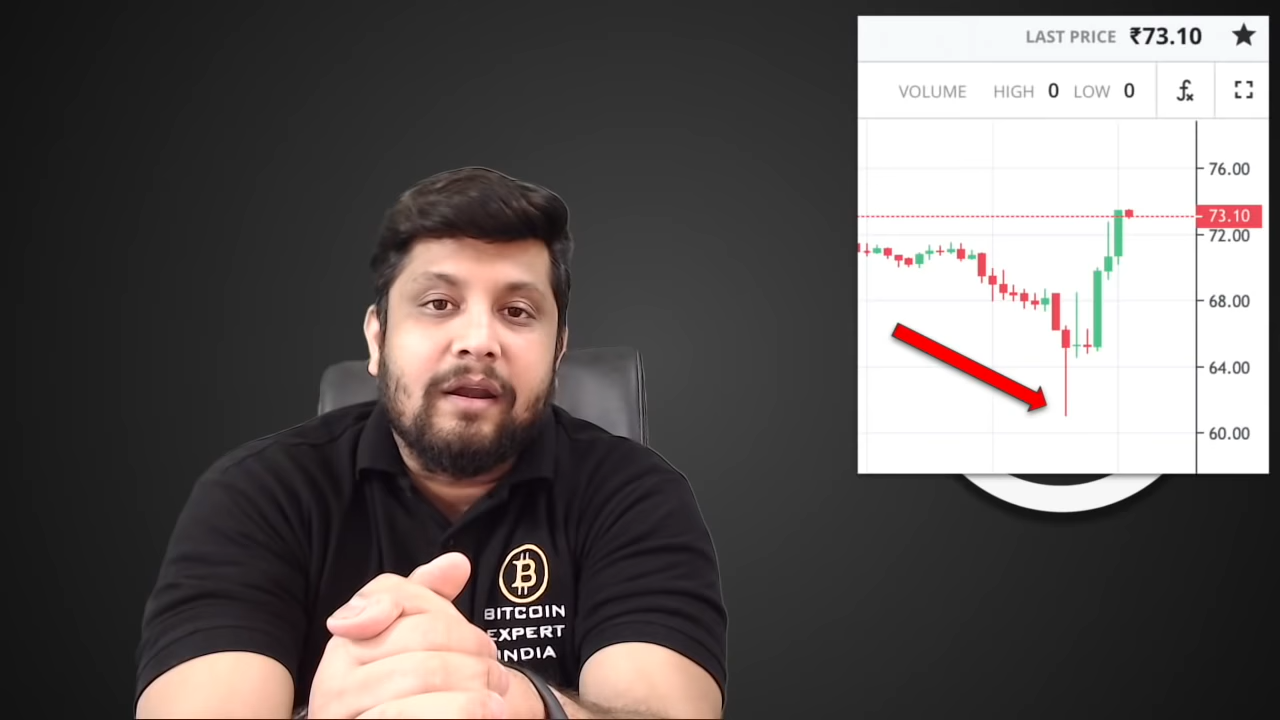 LAST PRICE ₹73.10
VOLUME HIGH 0 LOW 0
76.00
73.10
72.00
68.00
64.00
60.00
BITCOIN
EXPERT
INDIA